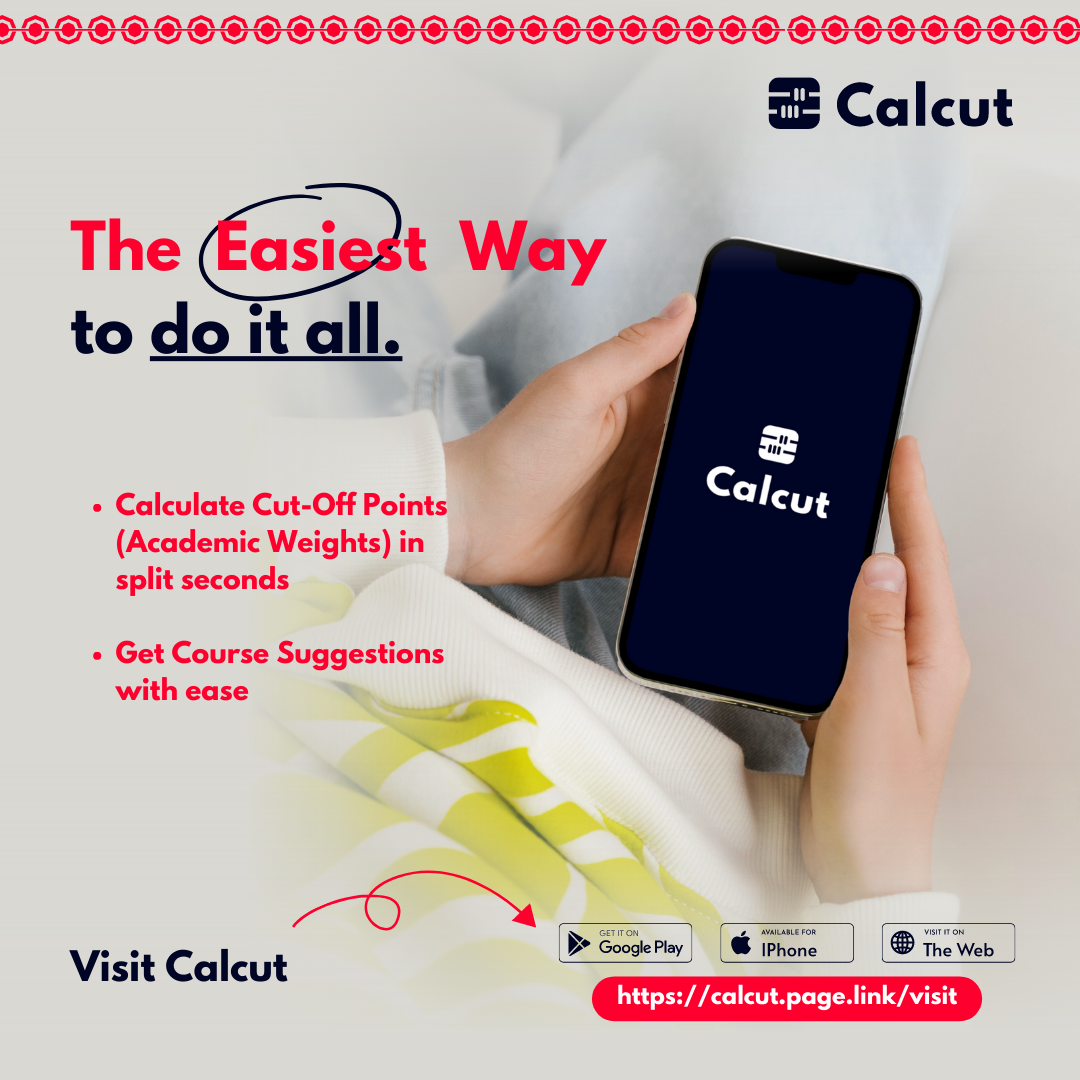 Calcut
The Easiest Way
to do it all.
Calcut
• Calculate Cut-Off Points
(Academic Weights) in
split seconds
• Get Course Suggestions
with ease
Visit Calcut
GET IT ON
Google Play
AVAILABLE FOR
IPhone
VISIT IT ON
The Web
https://calcut.page.link/visit